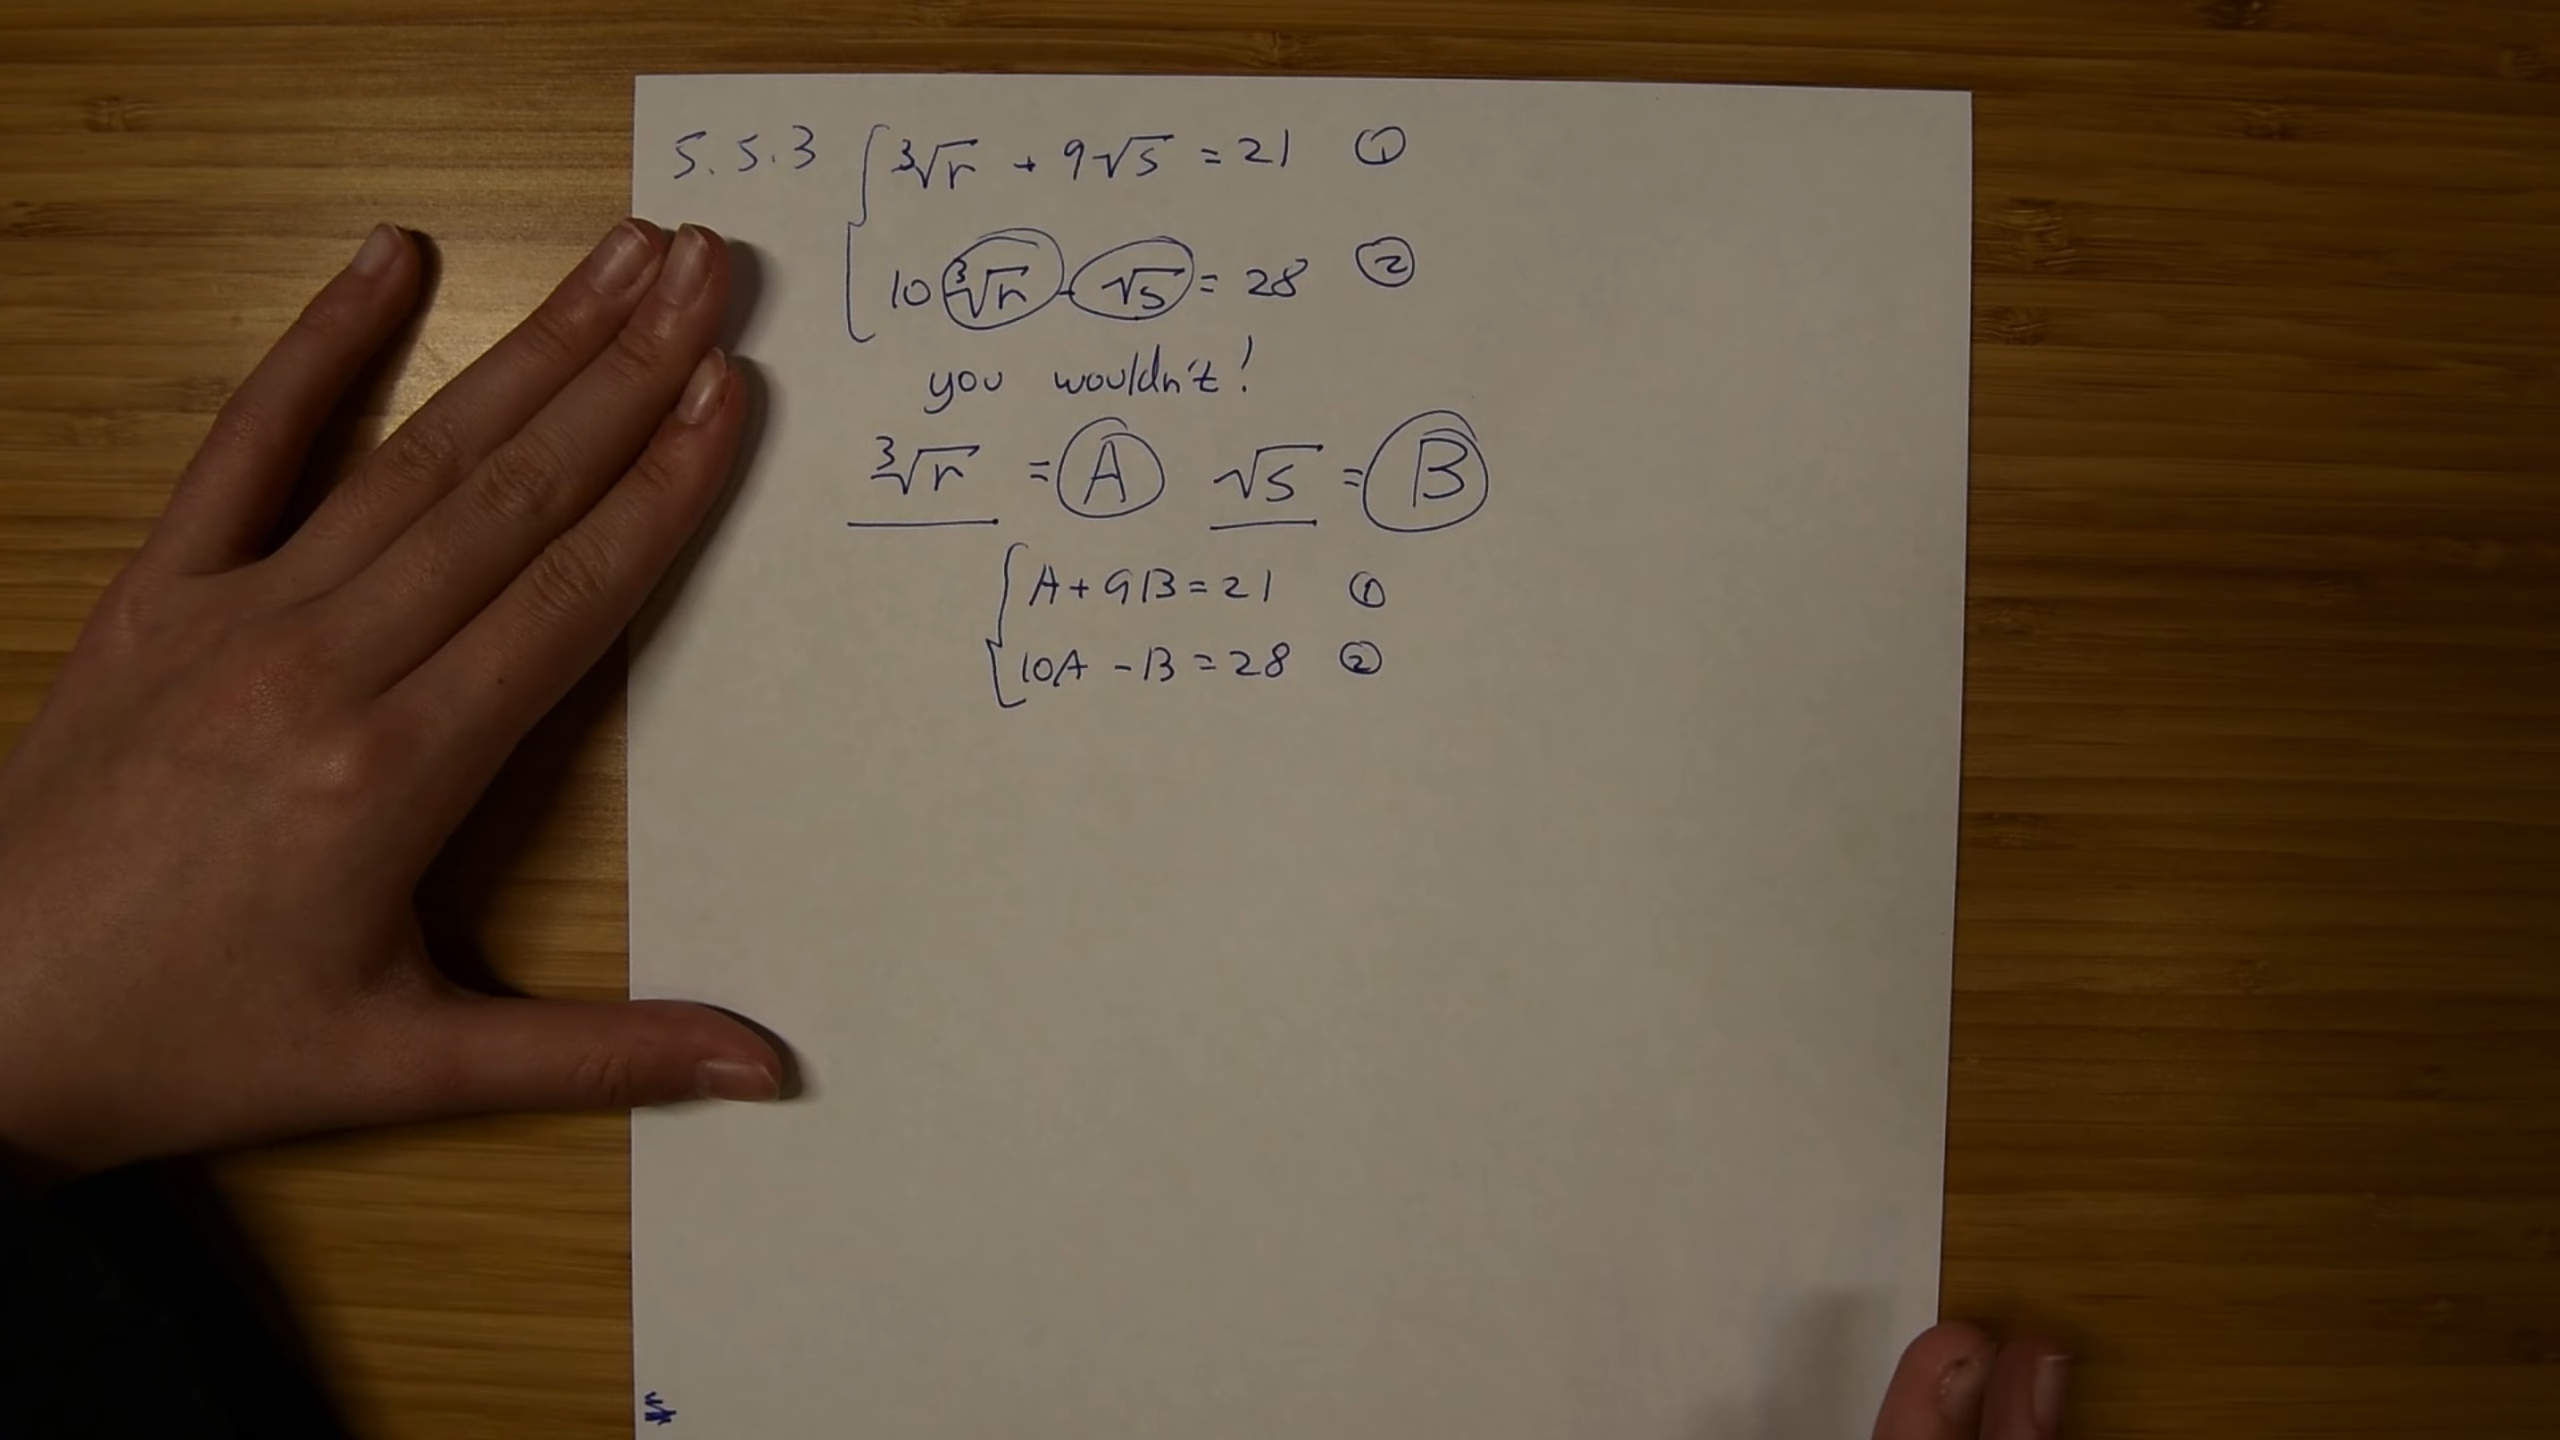 5.5.3 ∛r + 9√s = 21 ①
10∛r - √s = 28 ②
you wouldn't!
∛r = A √s = B
A + 9B = 21 ①
10A - B = 28 ②